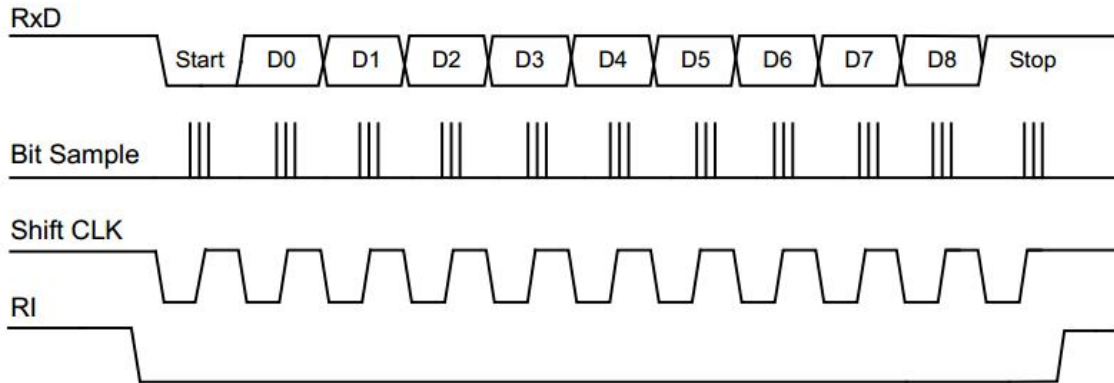 RxD
Start D0 D1 D2 D3 D4 D5 D6 D7 D8 Stop
Bit Sample
Shift CLK
RI